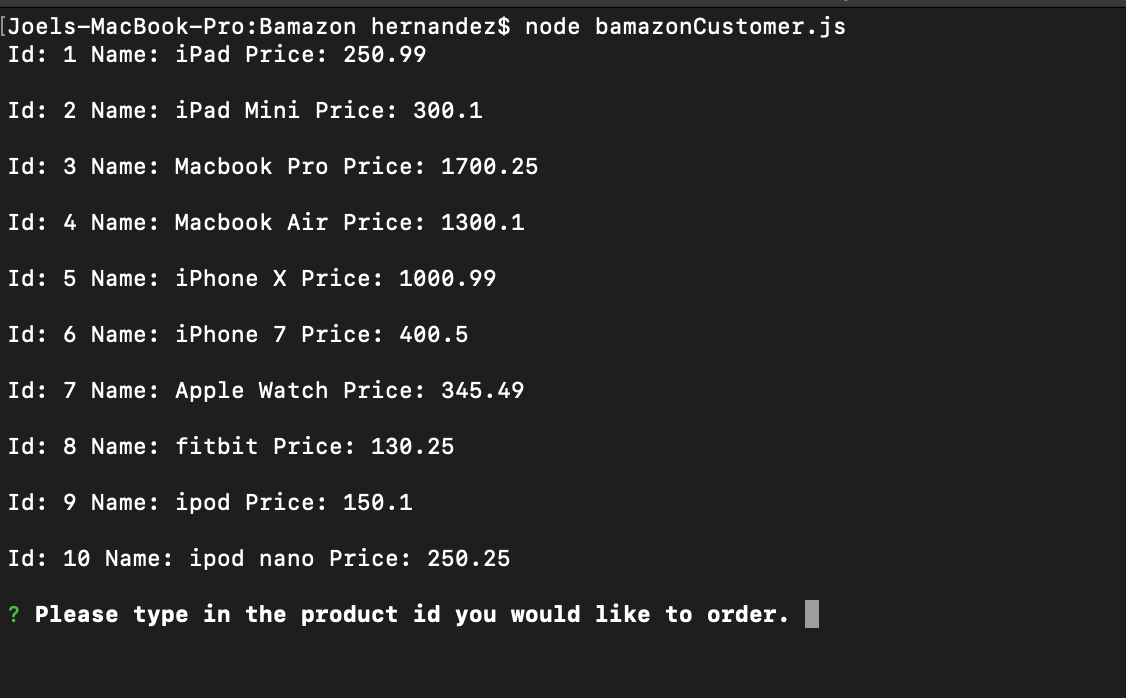 [Joels-MacBook-Pro:Bamazon hernandez$ node bamazonCustomer.js
Id: 1 Name: iPad Price: 250.99
Id: 2 Name: iPad Mini Price: 300.1
Id: 3 Name: Macbook Pro Price: 1700.25
Id: 4 Name: Macbook Air Price: 1300.1
Id: 5 Name: iPhone X Price: 1000.99
Id: 6 Name: iPhone 7 Price: 400.5
Id: 7 Name: Apple Watch Price: 345.49
Id: 8 Name: fitbit Price: 130.25
Id: 9 Name: ipod Price: 150.1
Id: 10 Name: ipod nano Price: 250.25
? Please type in the product id you would like to order.